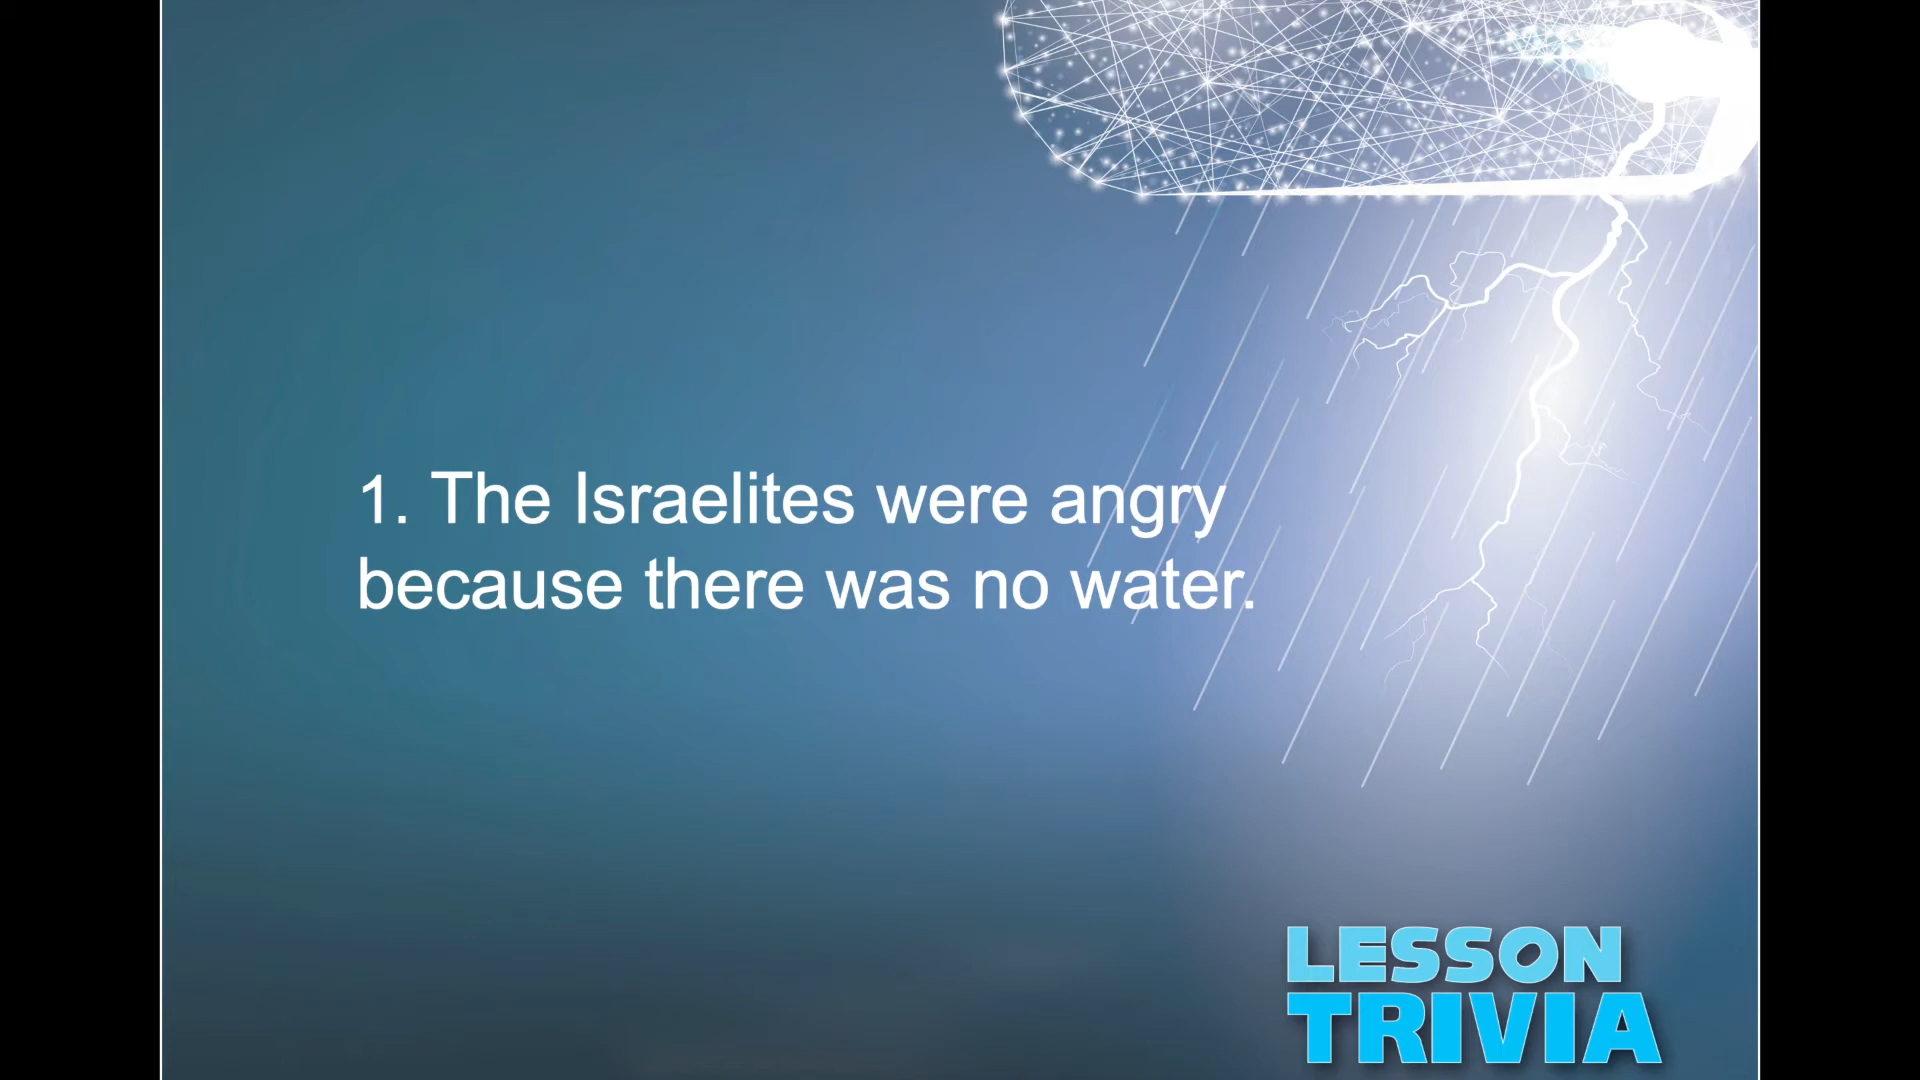 1. The Israelites were angry
because there was no water.
LESSON
TRIVIA